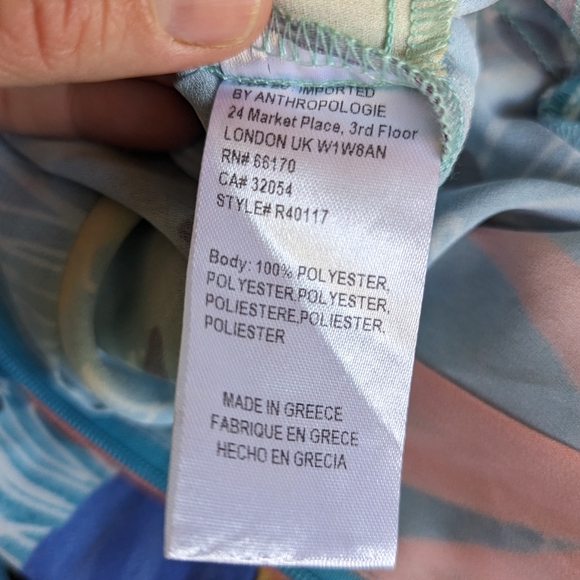 IMPORTED
BY ANTHROPOLOGIE
24 Market Place, 3rd Floor
LONDON UK W1W8AN
RN# 66170
CA# 32054
STYLE# R40117
Body: 100% POLYESTER,
POLYESTER,POLYESTER,
POLIESTERE,POLIESTER,
POLIESTER
MADE IN GREECE
FABRIQUE EN GRECE
HECHO EN GRECIA